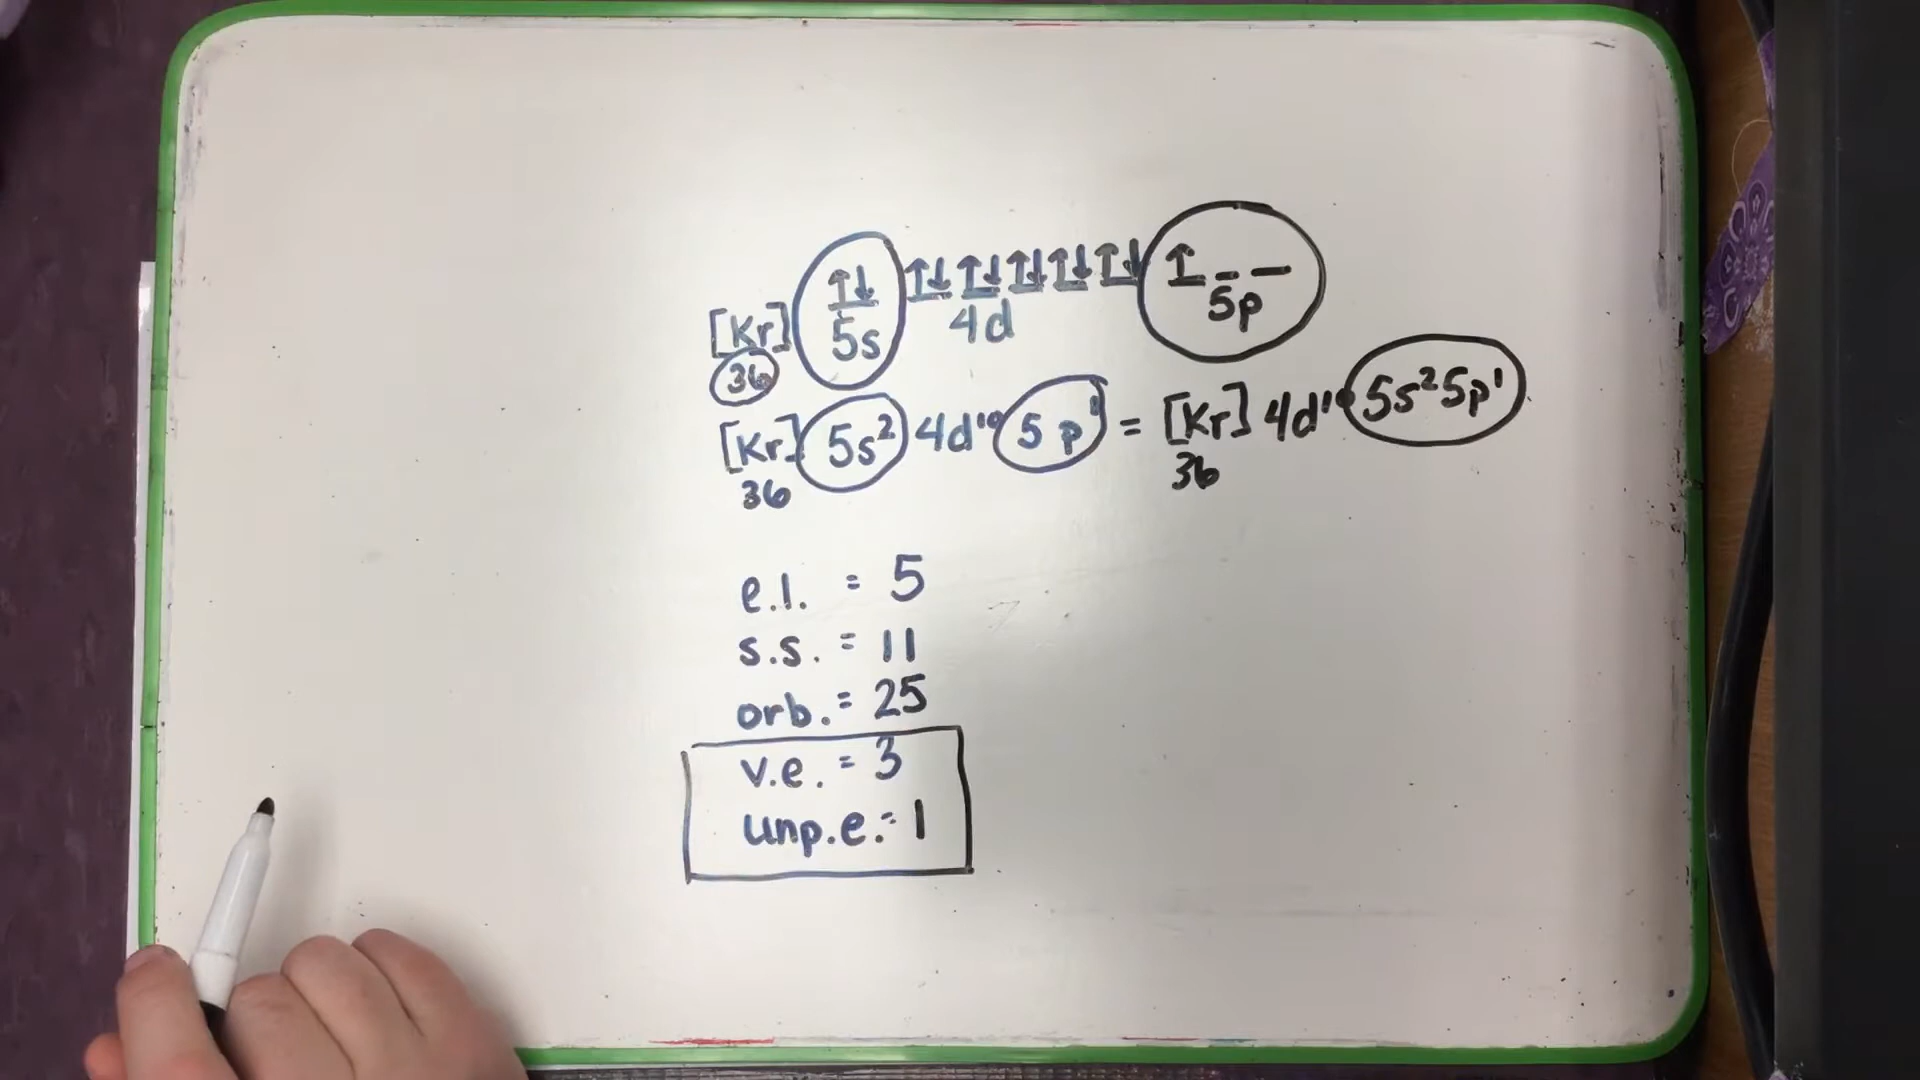 [Kr] ↑↓ ↑↓ ↑↓ ↑↓ ↑↓ ↑↓ ↑ _ _
5s 4d 5p
36
[Kr] 5s² 4d¹⁰ 5p¹ = [Kr] 4d¹⁰ 5s² 5p¹
36 36
e.l. = 5
s.s. = 11
orb. = 25
v.e. = 3
unp.e. = 1